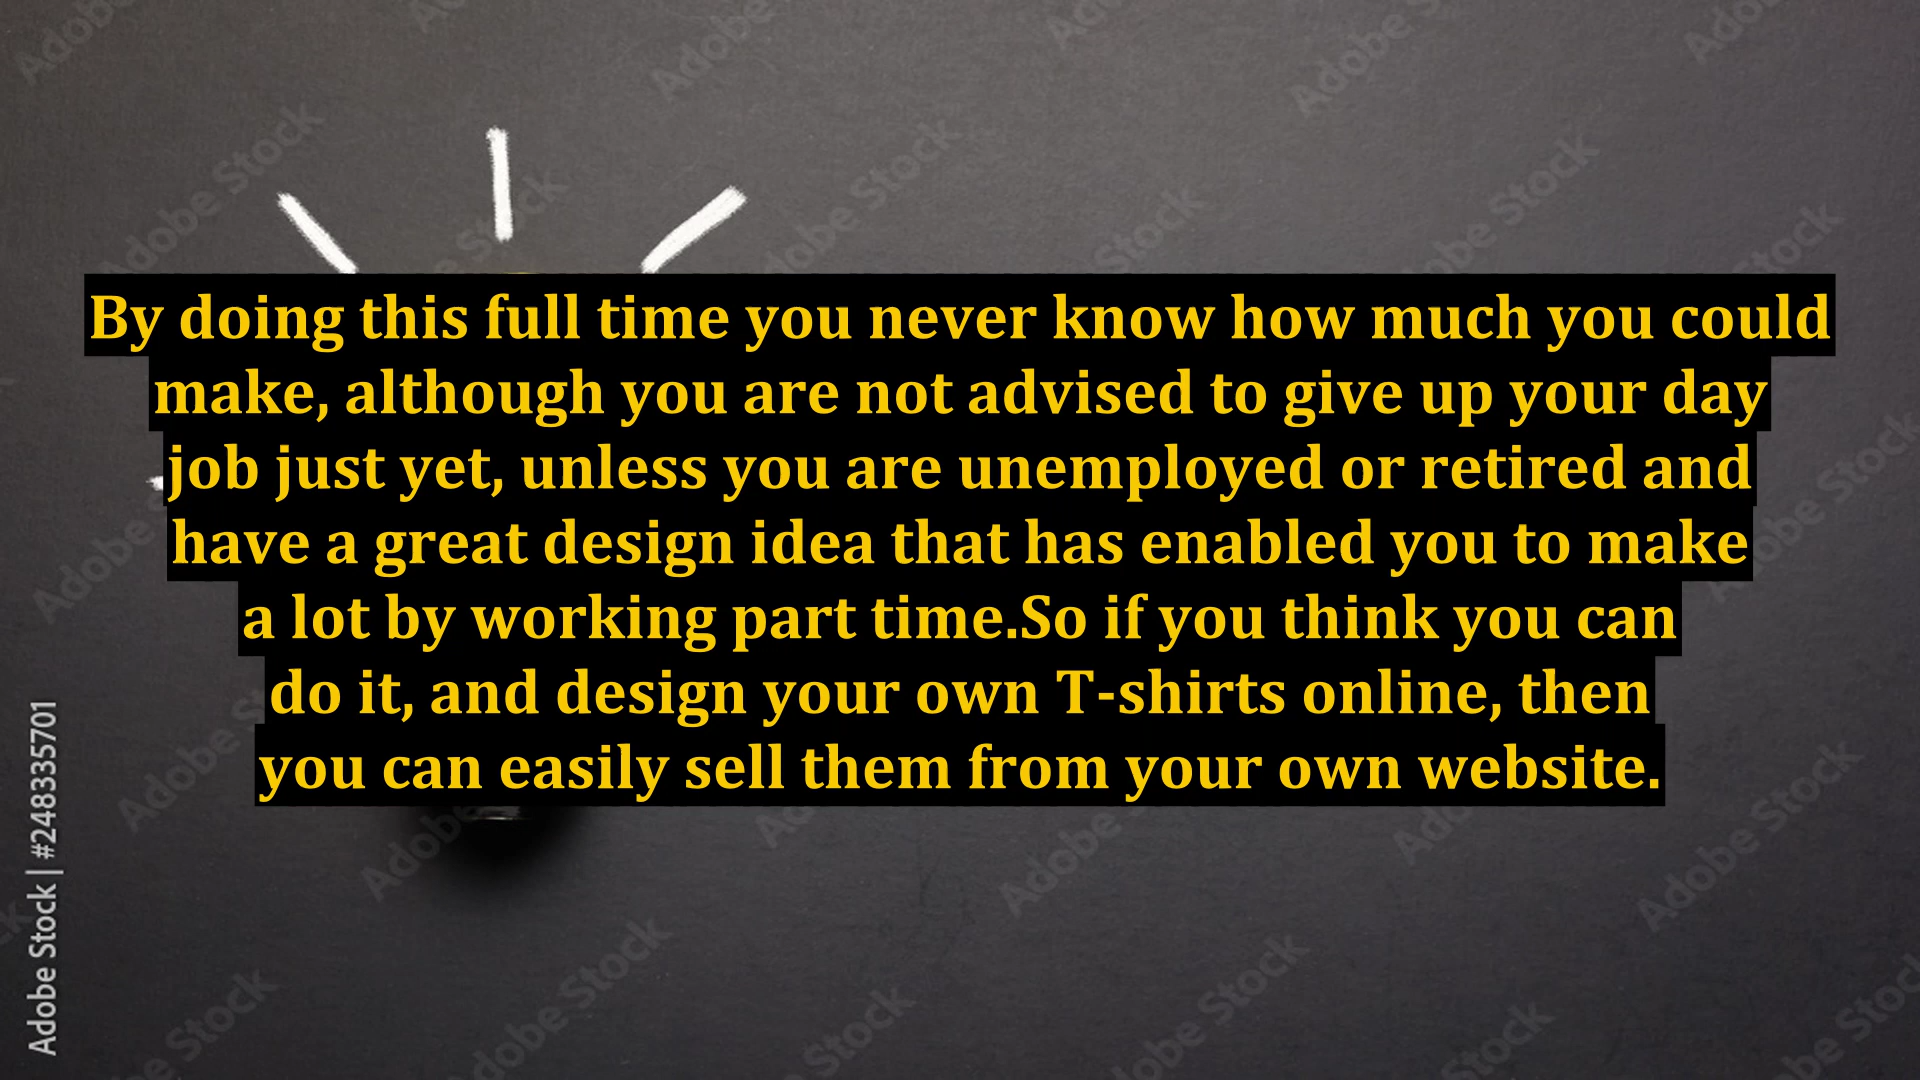 By doing this full time you never know how much you could
make, although you are not advised to give up your day
job just yet, unless you are unemployed or retired and
have a great design idea that has enabled you to make
a lot by working part time.So if you think you can
do it, and design your own T-shirts online, then
you can easily sell them from your own website.
Adobe Stock | #248335701